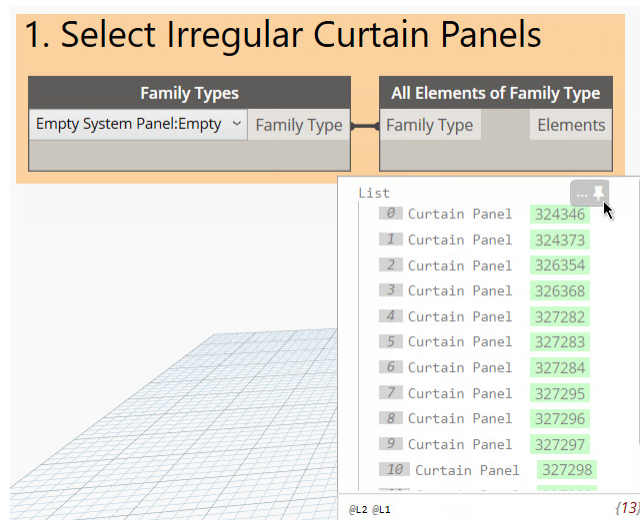 1. Select Irregular Curtain Panels
Family Types
All Elements of Family Type
Empty System Panel:Empty
Family Type
Family Type
Elements
List
...
0 Curtain Panel 324346
1 Curtain Panel 324373
2 Curtain Panel 326354
3 Curtain Panel 326368
4 Curtain Panel 327282
5 Curtain Panel 327283
6 Curtain Panel 327284
7 Curtain Panel 327295
8 Curtain Panel 327296
9 Curtain Panel 327297
10 Curtain Panel 327298
@L2 @L1
{13}